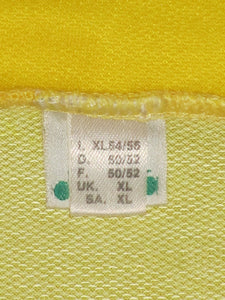 I. XL54/56
D. 50/52
F. 50/52
UK. XL
SA. XL